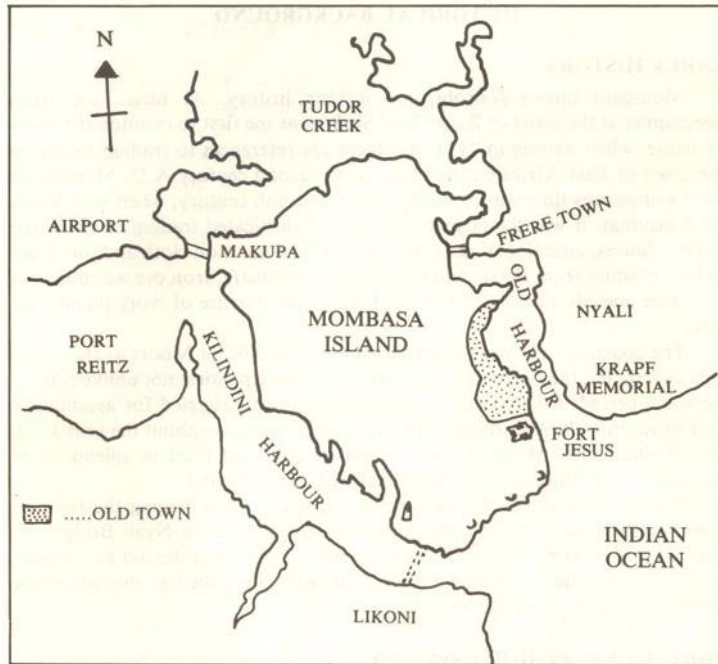 N
TUDOR
CREEK
AIRPORT
MAKUPA
FRERE TOWN
OLD
HARBOUR
MOMBASA
ISLAND
NYALI
PORT
REITZ
KILINDINI
HARBOUR
KRAPF
MEMORIAL
FORT
JESUS
.....OLD TOWN
INDIAN
OCEAN
LIKONI